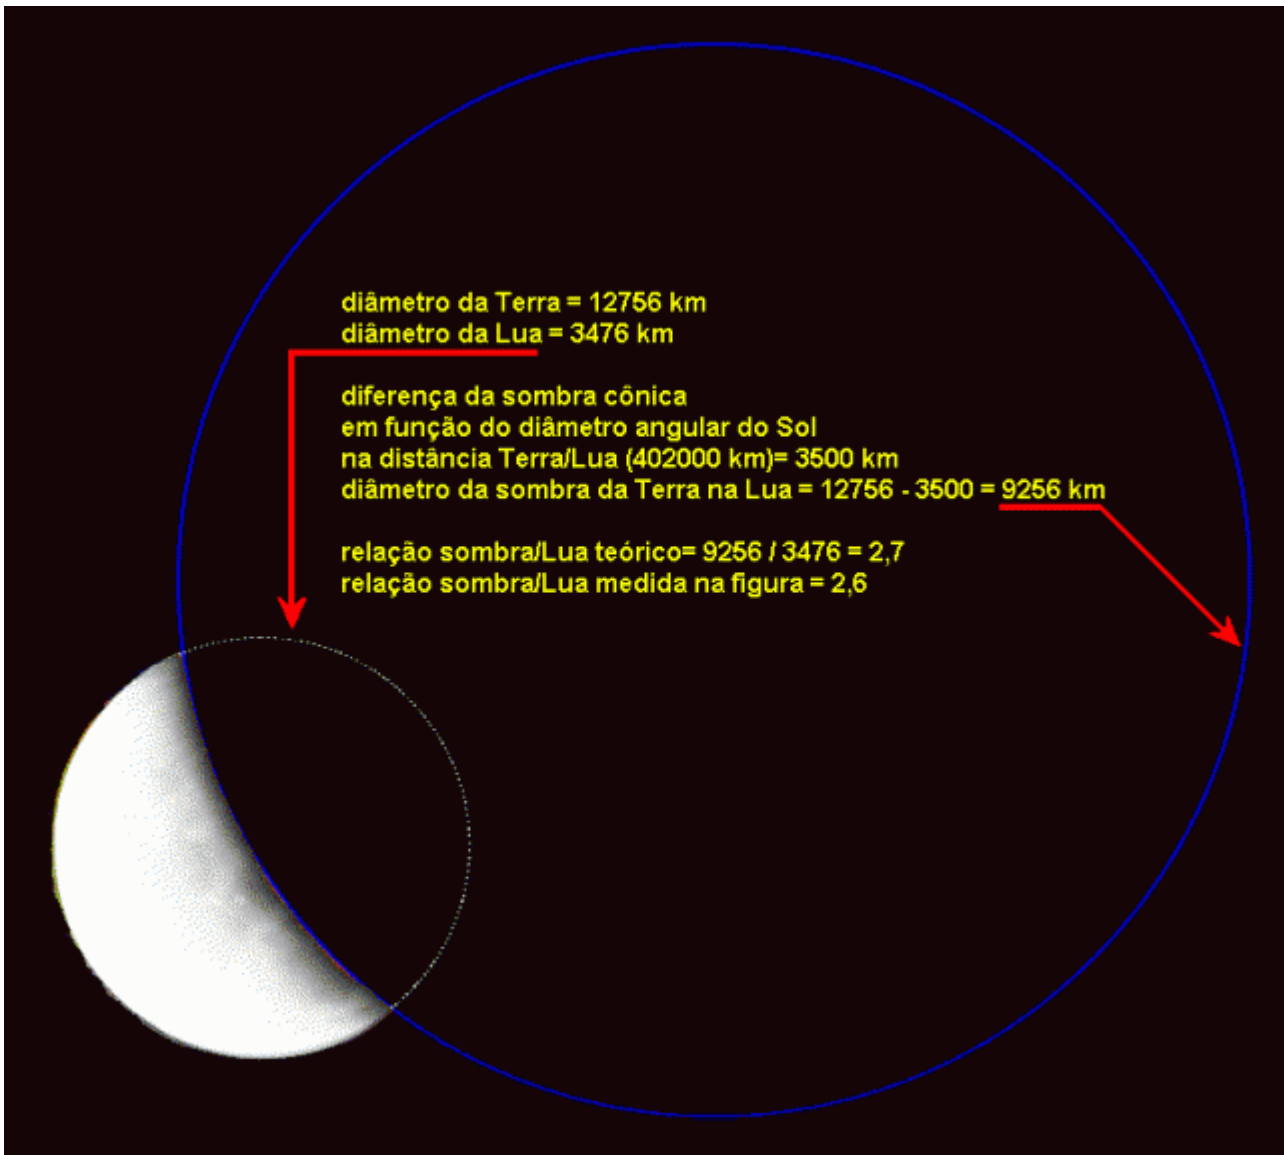 diâmetro da Terra = 12756 km
diâmetro da Lua = 3476 km
diferença da sombra cônica
em função do diâmetro angular do Sol
na distância Terra/Lua (402000 km)= 3500 km
diâmetro da sombra da Terra na Lua = 12756 - 3500 = 9256 km
relação sombra/Lua teórico= 9256 / 3476 = 2,7
relação sombra/Lua medida na figura = 2,6